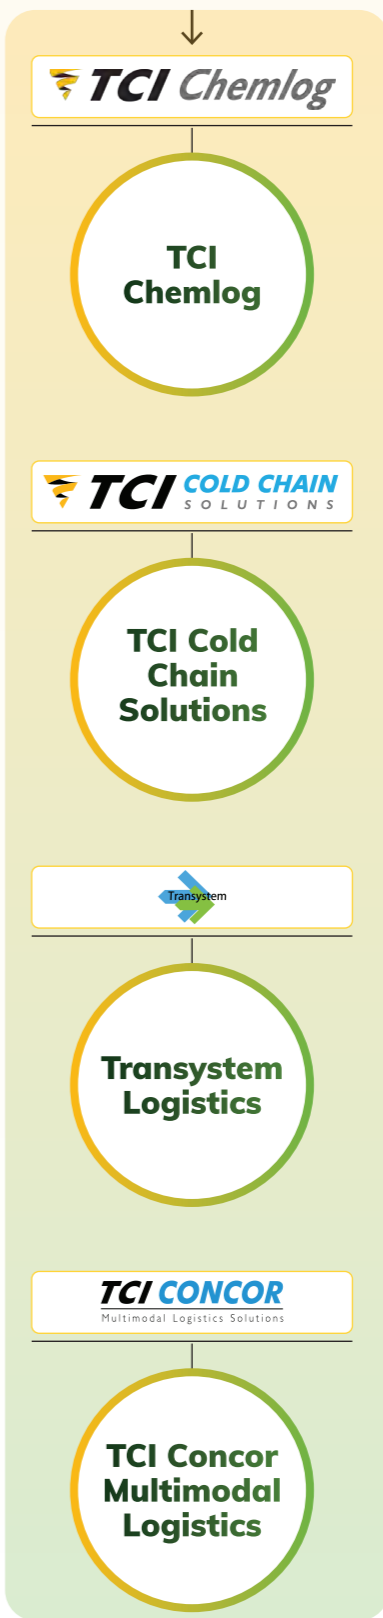 TCI Chemlog
TCI
Chemlog
TCI COLD CHAIN
SOLUTIONS
TCI Cold
Chain
Solutions
Transystem
Transystem
Logistics
TCI CONCOR
Multimodal Logistics Solutions
TCI Concor
Multimodal
Logistics